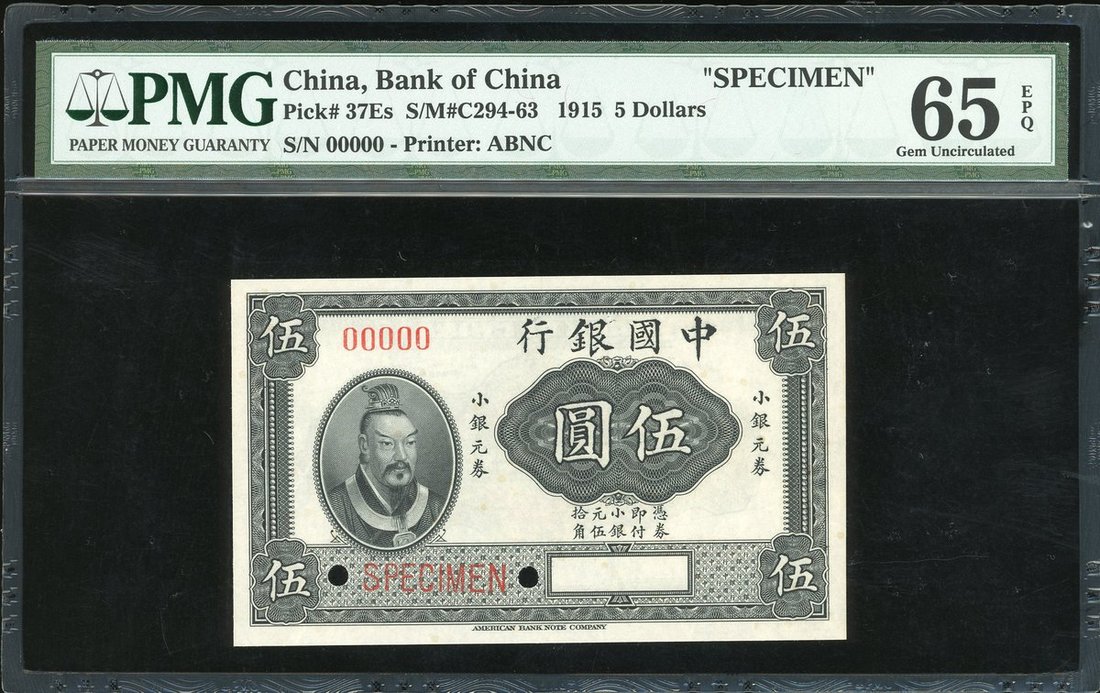 PMG
PAPER MONEY GUARANTY
China, Bank of China "SPECIMEN"
Pick# 37Es S/M#C294-63 1915 5 Dollars
S/N 00000 - Printer: ABNC
65
EPQ
Gem Uncirculated
伍
伍
00000
中國銀行
小銀元券
伍圓
小銀元券
憑券即付小銀元伍拾角
伍
SPECIMEN
伍
AMERICAN BANK NOTE COMPANY